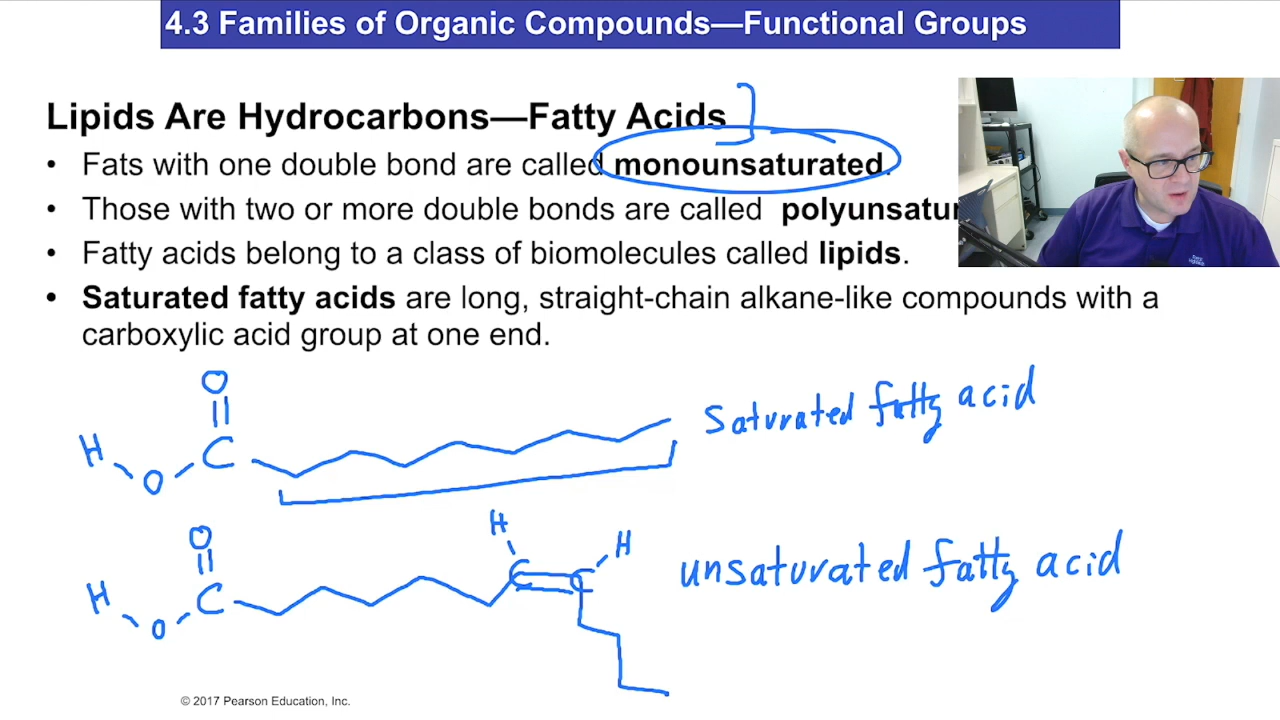 4.3 Families of Organic Compounds—Functional Groups
Lipids Are Hydrocarbons—Fatty Acids
• Fats with one double bond are called monounsaturated.
• Those with two or more double bonds are called polyunsatur
• Fatty acids belong to a class of biomolecules called lipids.
• Saturated fatty acids are long, straight-chain alkane-like compounds with a
carboxylic acid group at one end.
O
H
O
C
Saturated fatty acid
O
H
O
C
H
C
C
H
unsaturated fatty acid
© 2017 Pearson Education, Inc.